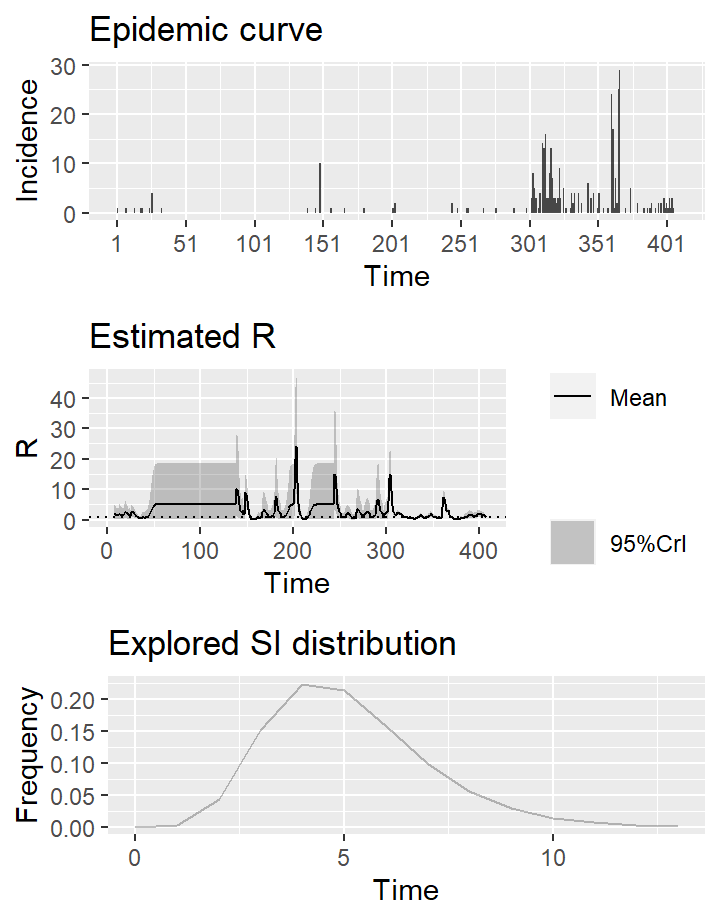 Epidemic curve
30
20
10
0
Incidence
1 51 101 151 201 251 301 351 401
Time
Estimated R
40
30
20
10
0
R
0 100 200 300 400
Time
Mean
95%CrI
Explored SI distribution
0.20
0.15
0.10
0.05
0.00
Frequency
0 5 10
Time